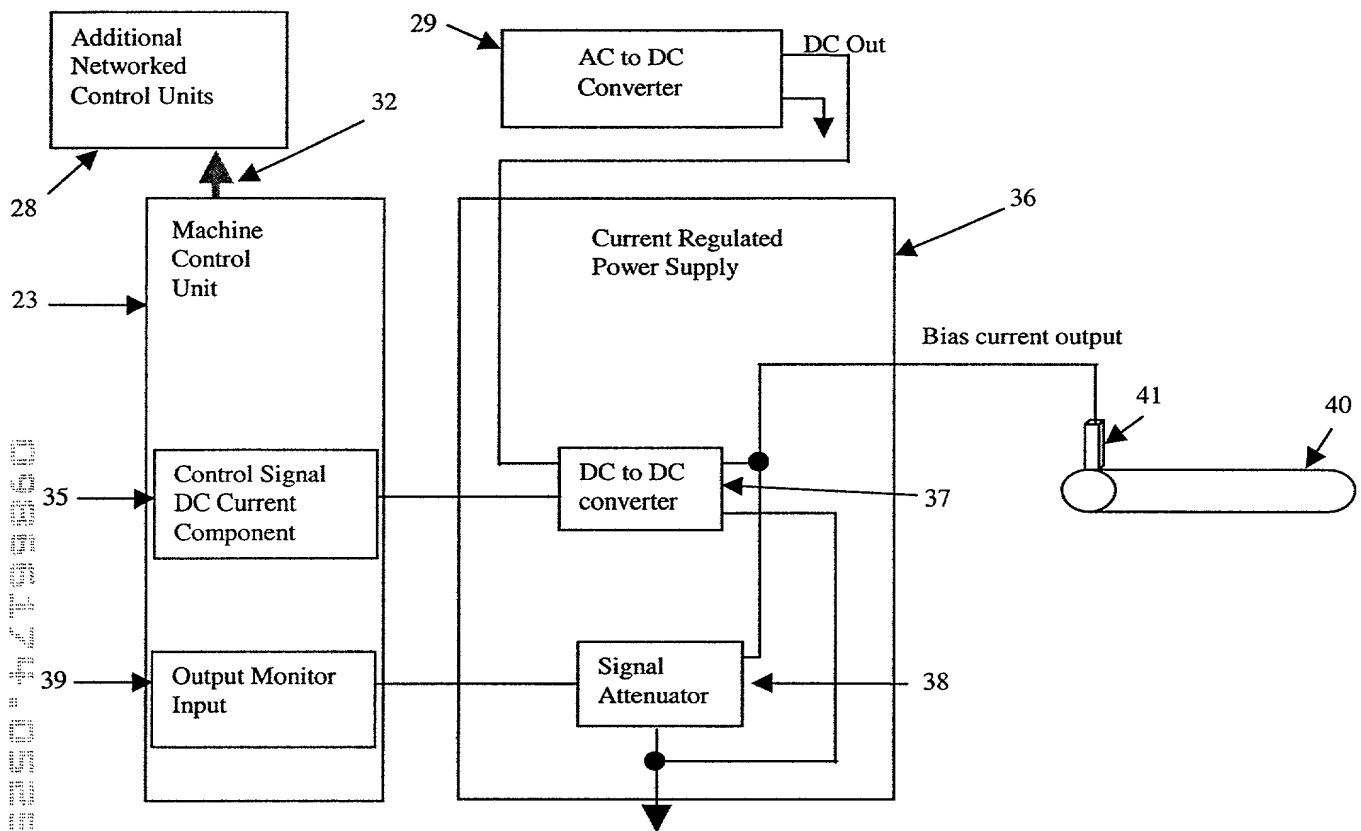 Additional
Networked
Control Units
29
AC to DC
Converter
DC Out
32
28
36
Machine
Control
Unit
Current Regulated
Power Supply
23
Bias current output
41
40
35
Control Signal
DC Current
Component
DC to DC
converter
37
39
Output Monitor
Input
Signal
Attenuator
38